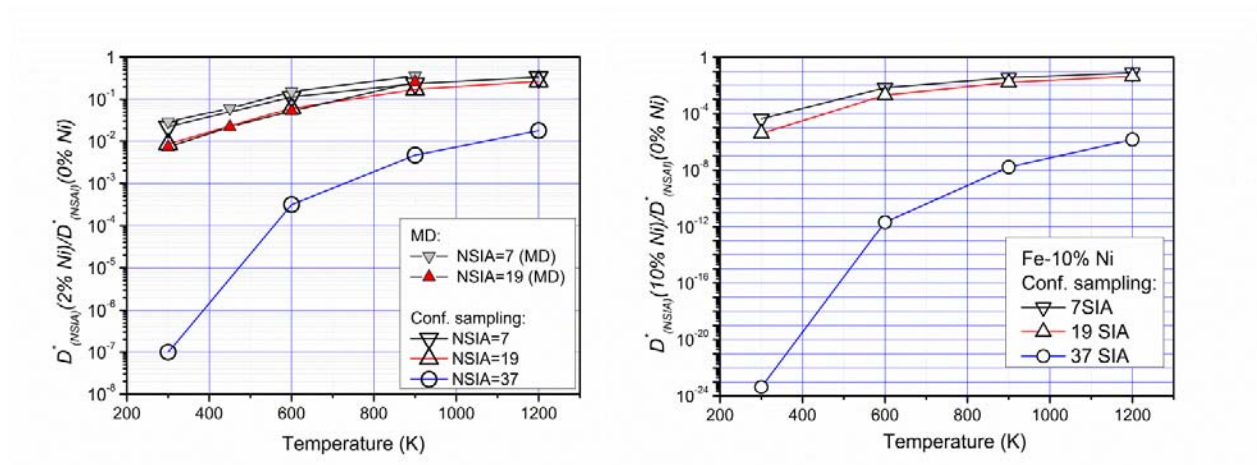 1
10^-1
10^-2
10^-3
10^-4
10^-5
10^-6
10^-7
10^-8
D*(NSIA)(2% Ni)/D*(NSAI)(0% Ni)
MD:
NSIA=7 (MD)
NSIA=19 (MD)
Conf. sampling:
NSIA=7
NSIA=19
NSIA=37
200 400 600 800 1000 1200
Temperature (K)
1
10^-4
10^-8
10^-12
10^-16
10^-20
10^-24
D*(NSIA)(10% Ni)/D*(NSAI)(0% Ni)
Fe-10% Ni
Conf. sampling:
7SIA
19 SIA
37 SIA
200 400 600 800 1000 1200
Temperature (K)